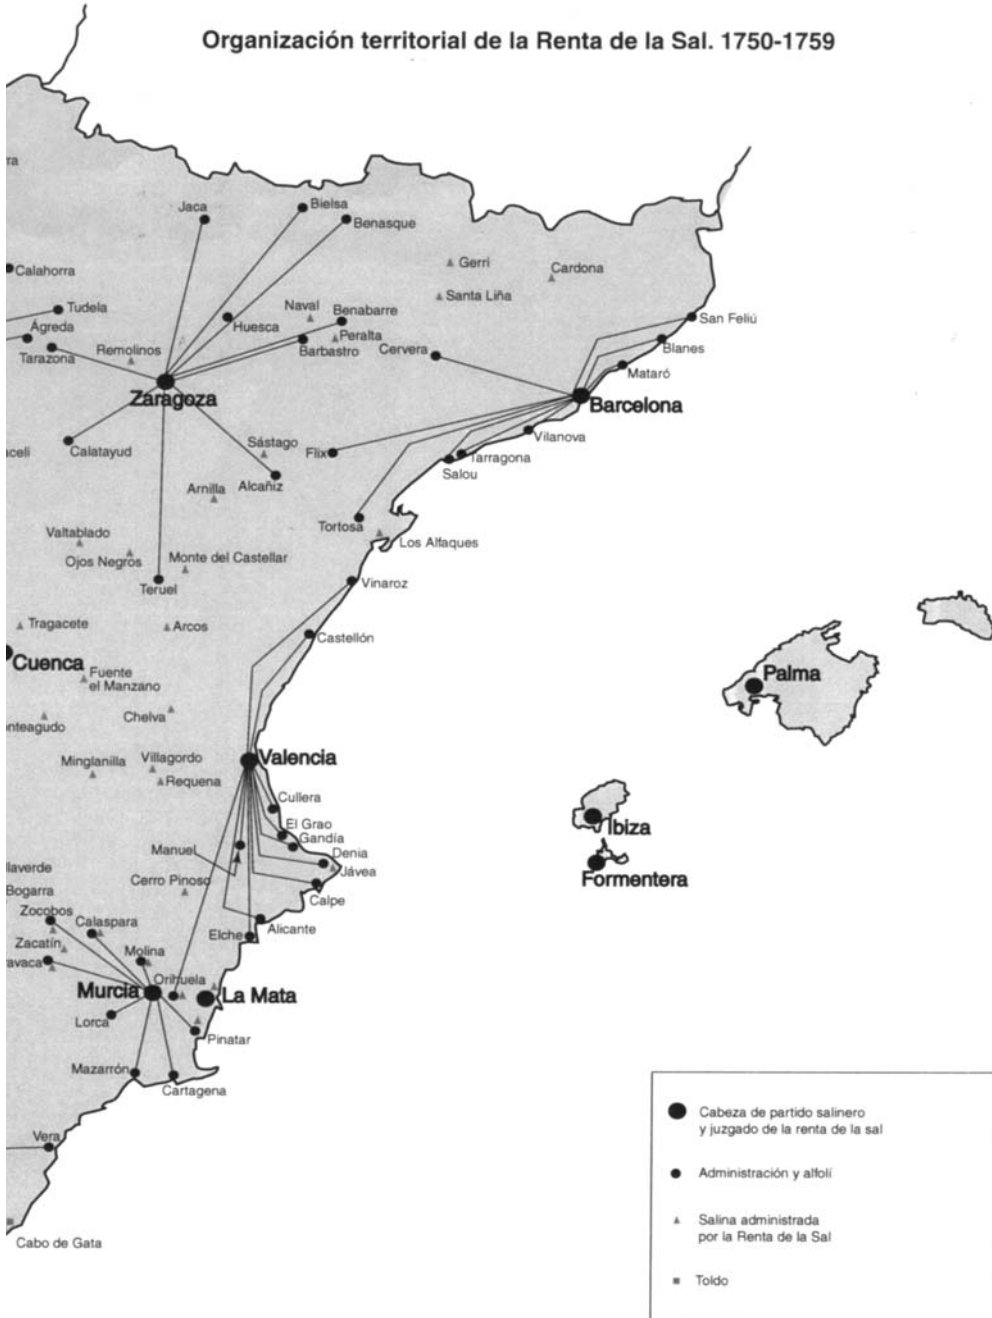 Organización territorial de la Renta de la Sal. 1750-1759
rra
Jaca
Bielsa
Benasque
Gerri
Cardona
Calahorra
Santa Liña
Tudela
Naval
Benabarre
San Feliú
Ágreda
Huesca
Peralta
Tarazona
Remolinos
Barbastro
Cervera
Blanes
Mataró
Zaragoza
Barcelona
Vilanova
aceli
Calatayud
Sástago
Flix
Tarragona
Salou
Arnilla
Alcañiz
Tortosa
Los Alfaques
Valtablado
Ojos Negros
Monte del Castellar
Teruel
Vinaroz
Tragacete
Arcos
Castellón
Cuenca
Fuente
el Manzano
Palma
onteagudo
Chelva
Minglanilla
Villagordo
Requena
Valencia
Cullera
El Grao
Gandía
Ibiza
Manuel
Denia
Jávea
Formentera
llaverde
Cerro Pinoso
Calpe
Bogarra
Zocobos
Calaspara
Alicante
Elche
Zacatín
Molina
ravaca
Orihuela
Murcia
La Mata
Lorca
Pinatar
Mazarrón
Cartagena
Vera
Cabo de Gata
Cabeza de partido salinero
y juzgado de la renta de la sal
Administración y alfolí
Salina administrada
por la Renta de la Sal
Toldo